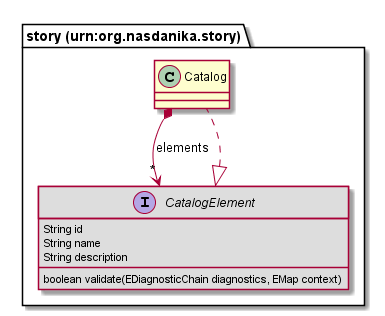 story (urn:org.nasdanika.story)
C Catalog
elements
*
I CatalogElement
String id
String name
String description
boolean validate(EDiagnosticChain diagnostics, EMap context)